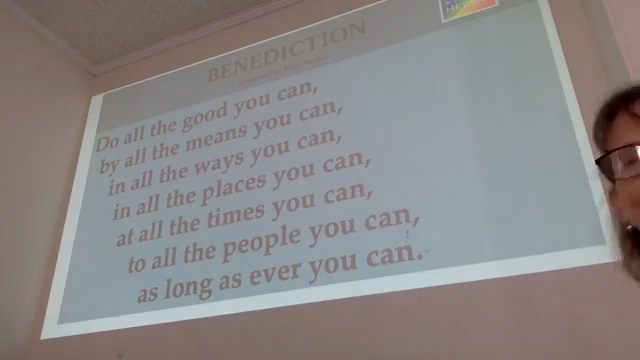 BENEDICTION
Do all the good you can,
by all the means you can,
in all the ways you can,
in all the places you can,
at all the times you can,
to all the people you can,
as long as ever you can.